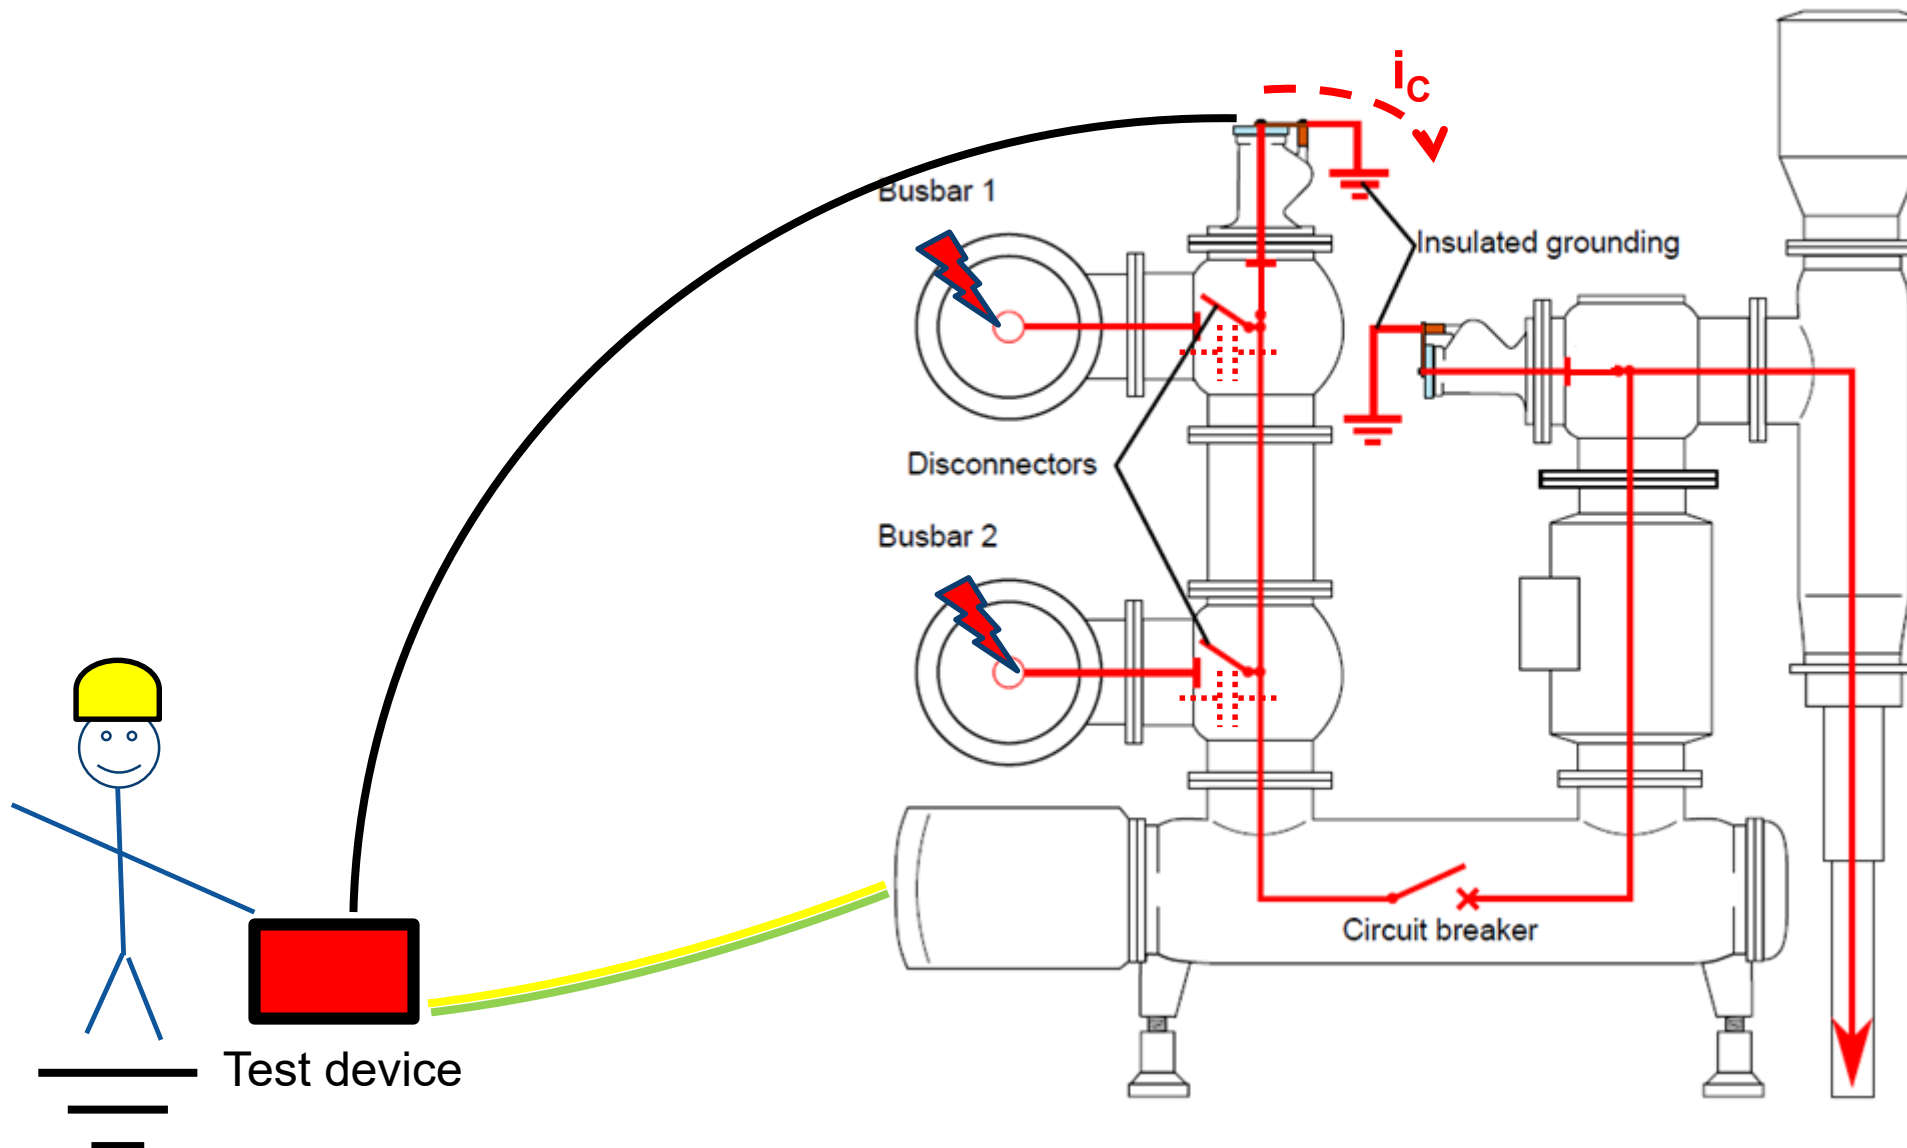 iC
Busbar 1
Insulated grounding
Disconnectors
Busbar 2
Circuit breaker
Test device